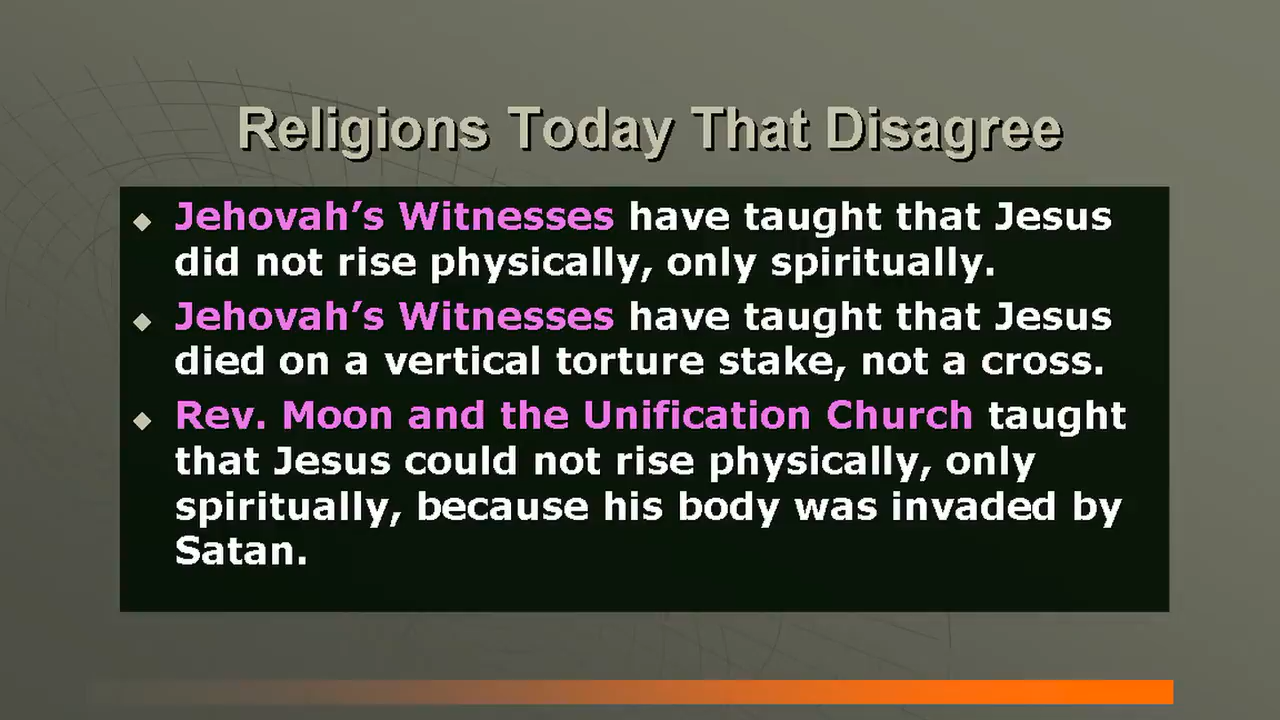 Religions Today That Disagree
Jehovah’s Witnesses have taught that Jesus
did not rise physically, only spiritually.
Jehovah’s Witnesses have taught that Jesus
died on a vertical torture stake, not a cross.
Rev. Moon and the Unification Church taught
that Jesus could not rise physically, only
spiritually, because his body was invaded by
Satan.